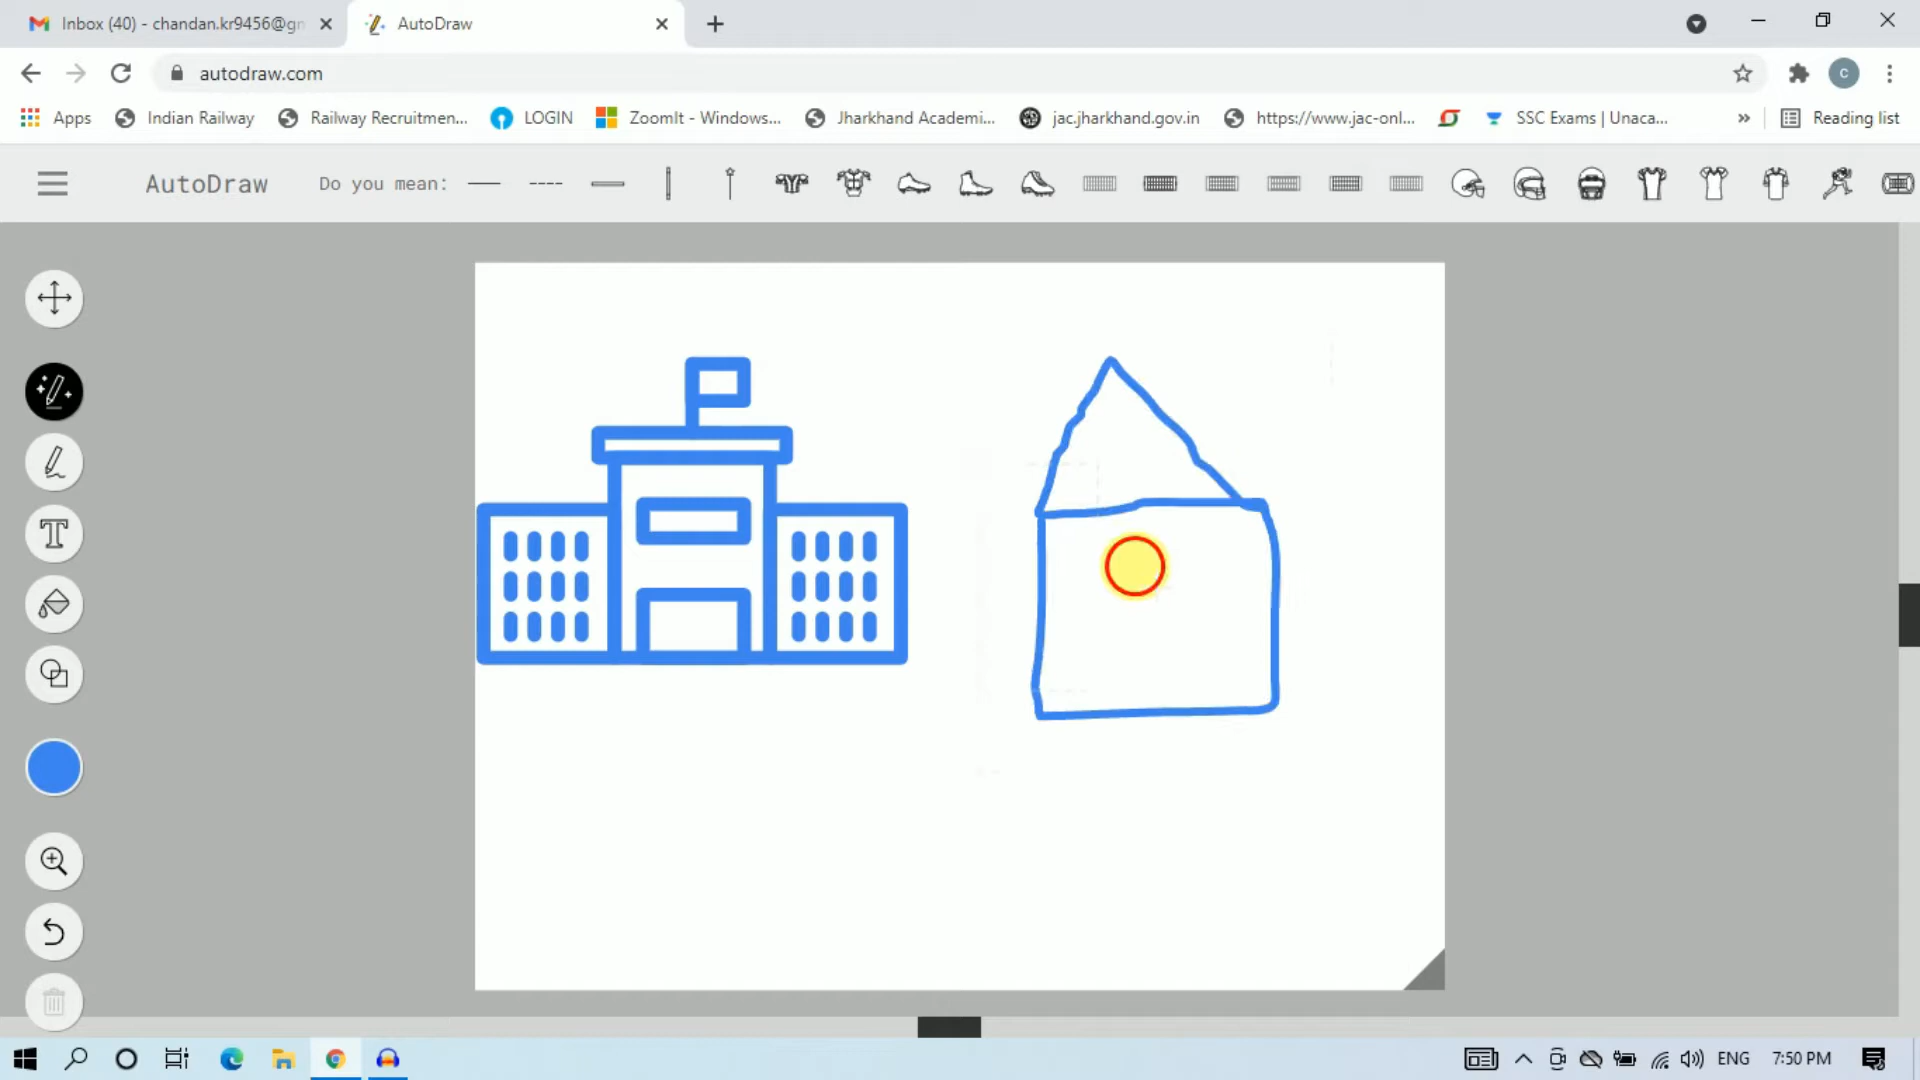 Inbox (40) - chandan.kr9456@gm
AutoDraw
autodraw.com
C
Apps
Indian Railway
Railway Recruitmen...
LOGIN
ZoomIt - Windows...
Jharkhand Academi...
jac.jharkhand.gov.in
https://www.jac-onl...
SSC Exams | Unaca...
»
Reading list
AutoDraw
Do you mean:
T
ENG
7:50 PM